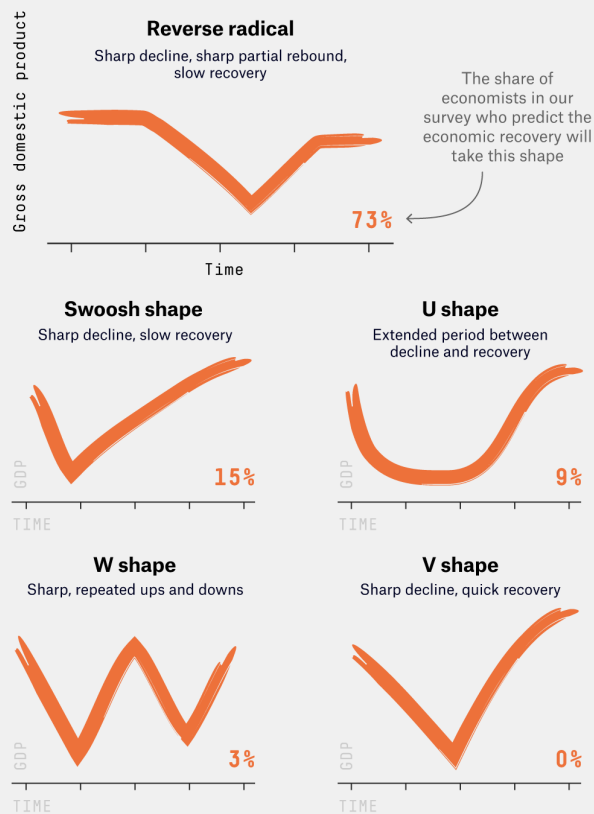 Gross domestic product
Reverse radical
Sharp decline, sharp partial rebound,
slow recovery
The share of
economists in our
survey who predict the
economic recovery will
take this shape
73%
Time
Swoosh shape
Sharp decline, slow recovery
GDP
15%
TIME
U shape
Extended period between
decline and recovery
GDP
9%
TIME
W shape
Sharp, repeated ups and downs
GDP
3%
TIME
V shape
Sharp decline, quick recovery
GDP
0%
TIME